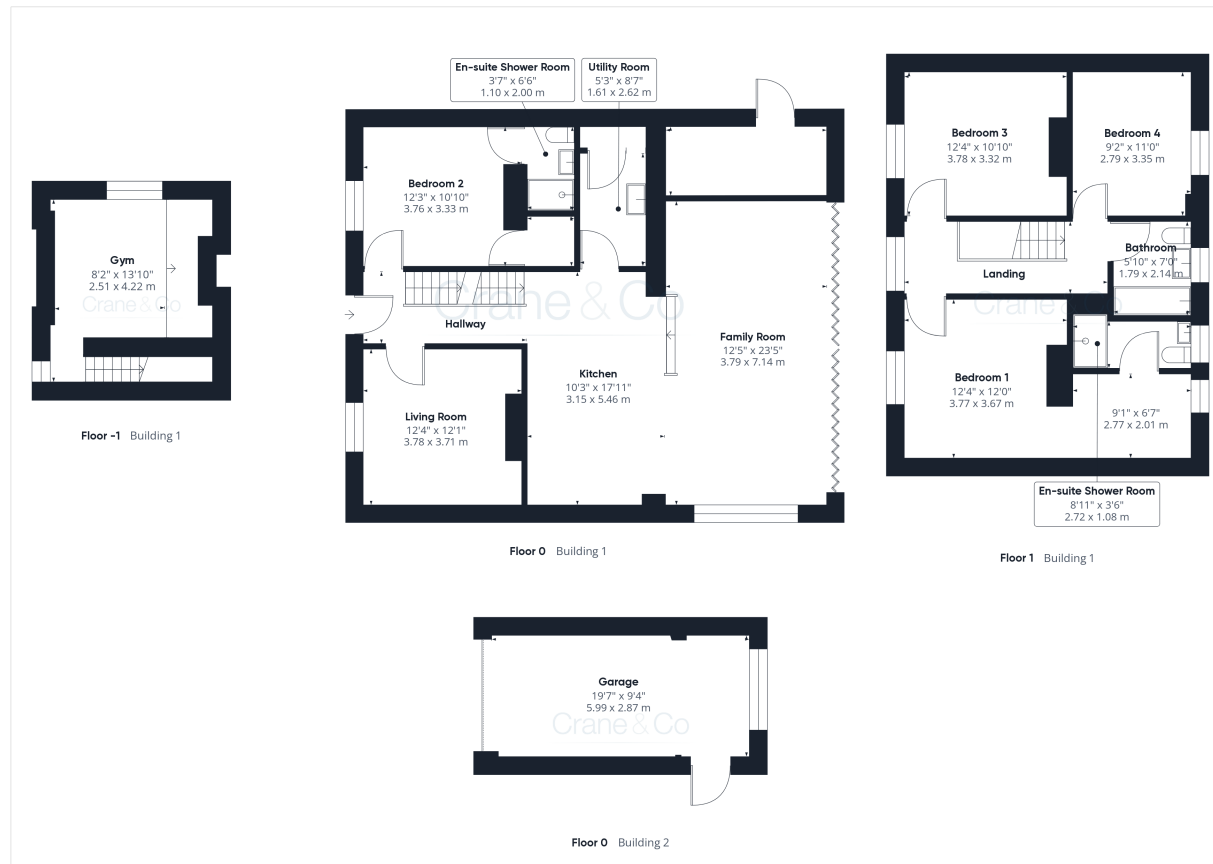 En-suite Shower Room
3'7" x 6'6"
1.10 x 2.00 m
Utility Room
5'3" x 8'7"
1.61 x 2.62 m
Bedroom 2
12'3" x 10'10"
3.76 x 3.33 m
Bedroom 3
12'4" x 10'10"
3.78 x 3.32 m
Bedroom 4
9'2" x 11'0"
2.79 x 3.35 m
Gym
8'2" x 13'10"
2.51 x 4.22 m
Crane & Co
Floor -1 Building 1
Crane & Co
Hallway
Family Room
12'5" x 23'5"
3.79 x 7.14 m
Kitchen
10'3" x 17'11"
3.15 x 5.46 m
Living Room
12'4" x 12'1"
3.78 x 3.71 m
Floor 0 Building 1
Bathroom
5'10" x 7'0"
1.79 x 2.14 m
Landing
Crane & Co
Bedroom 1
12'4" x 12'0"
3.77 x 3.67 m
9'1" x 6'7"
2.77 x 2.01 m
En-suite Shower Room
8'11" x 3'6"
2.72 x 1.08 m
Floor 1 Building 1
Garage
19'7" x 9'4"
5.99 x 2.87 m
Crane & Co
Floor 0 Building 2